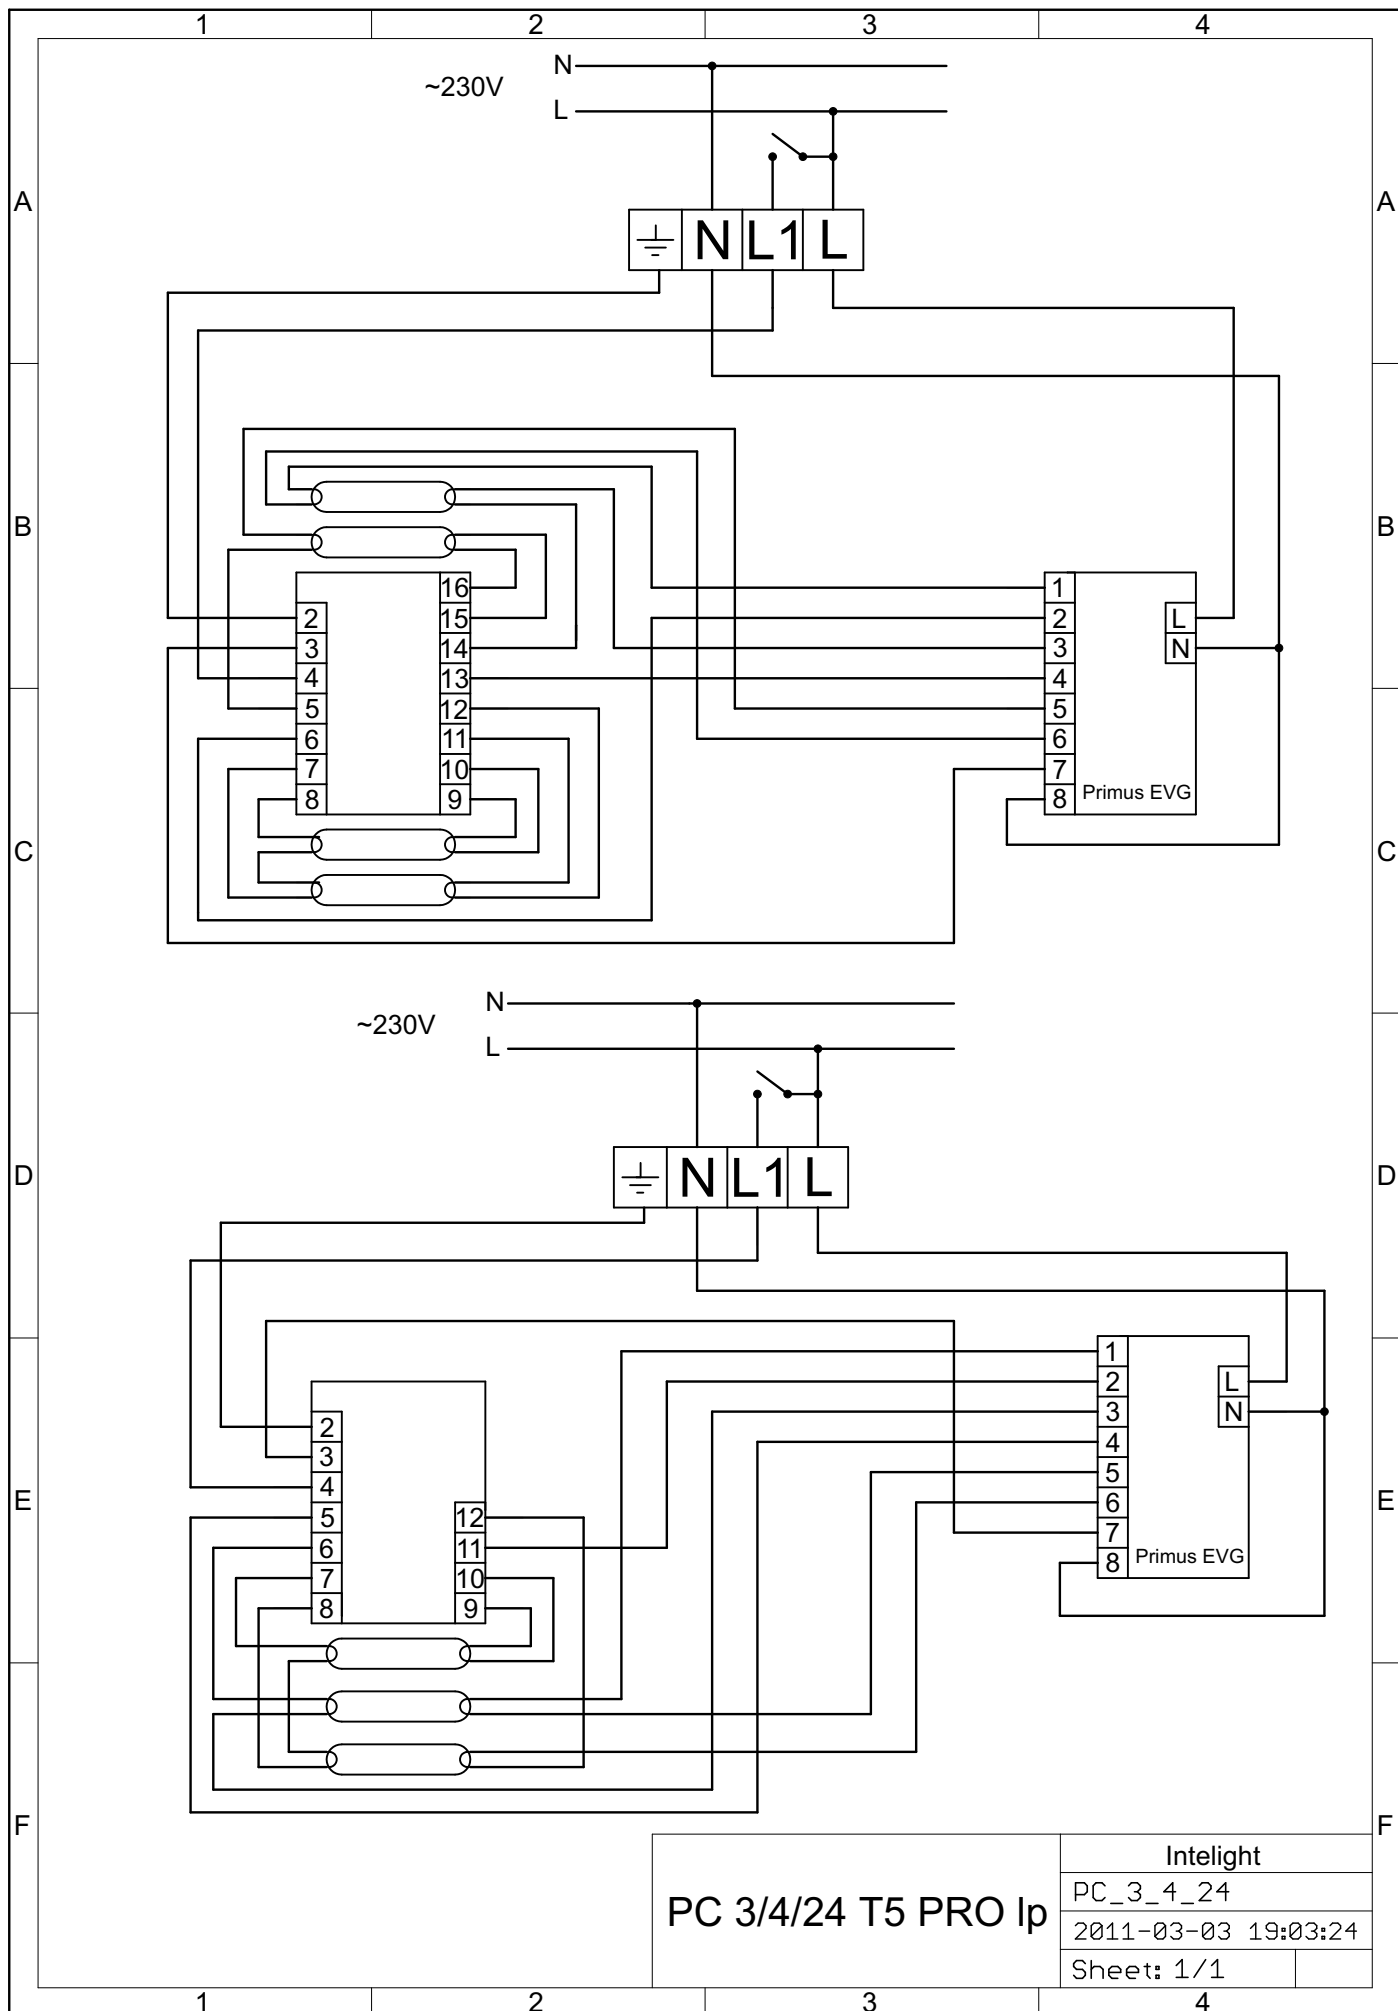 1 2 3 4
N
~230V
L
A A
N L1 L
B B
16 1
2 15 2 L
3 14 3 N
4 13 4
5 12 5
6 11 6
7 10 7
8 9 8 Primus EVG
C C
N
~230V
L
D D
N L1 L
1
2 L
2 3 N
3 4
4 5
E E
5 12 6
6 11 7
7 10 8 Primus EVG
8 9
F F
Intelight
PC_3_4_24
PC 3/4/24 T5 PRO lp
2011-03-03 19:03:24
Sheet: 1/1
1 2 3 4